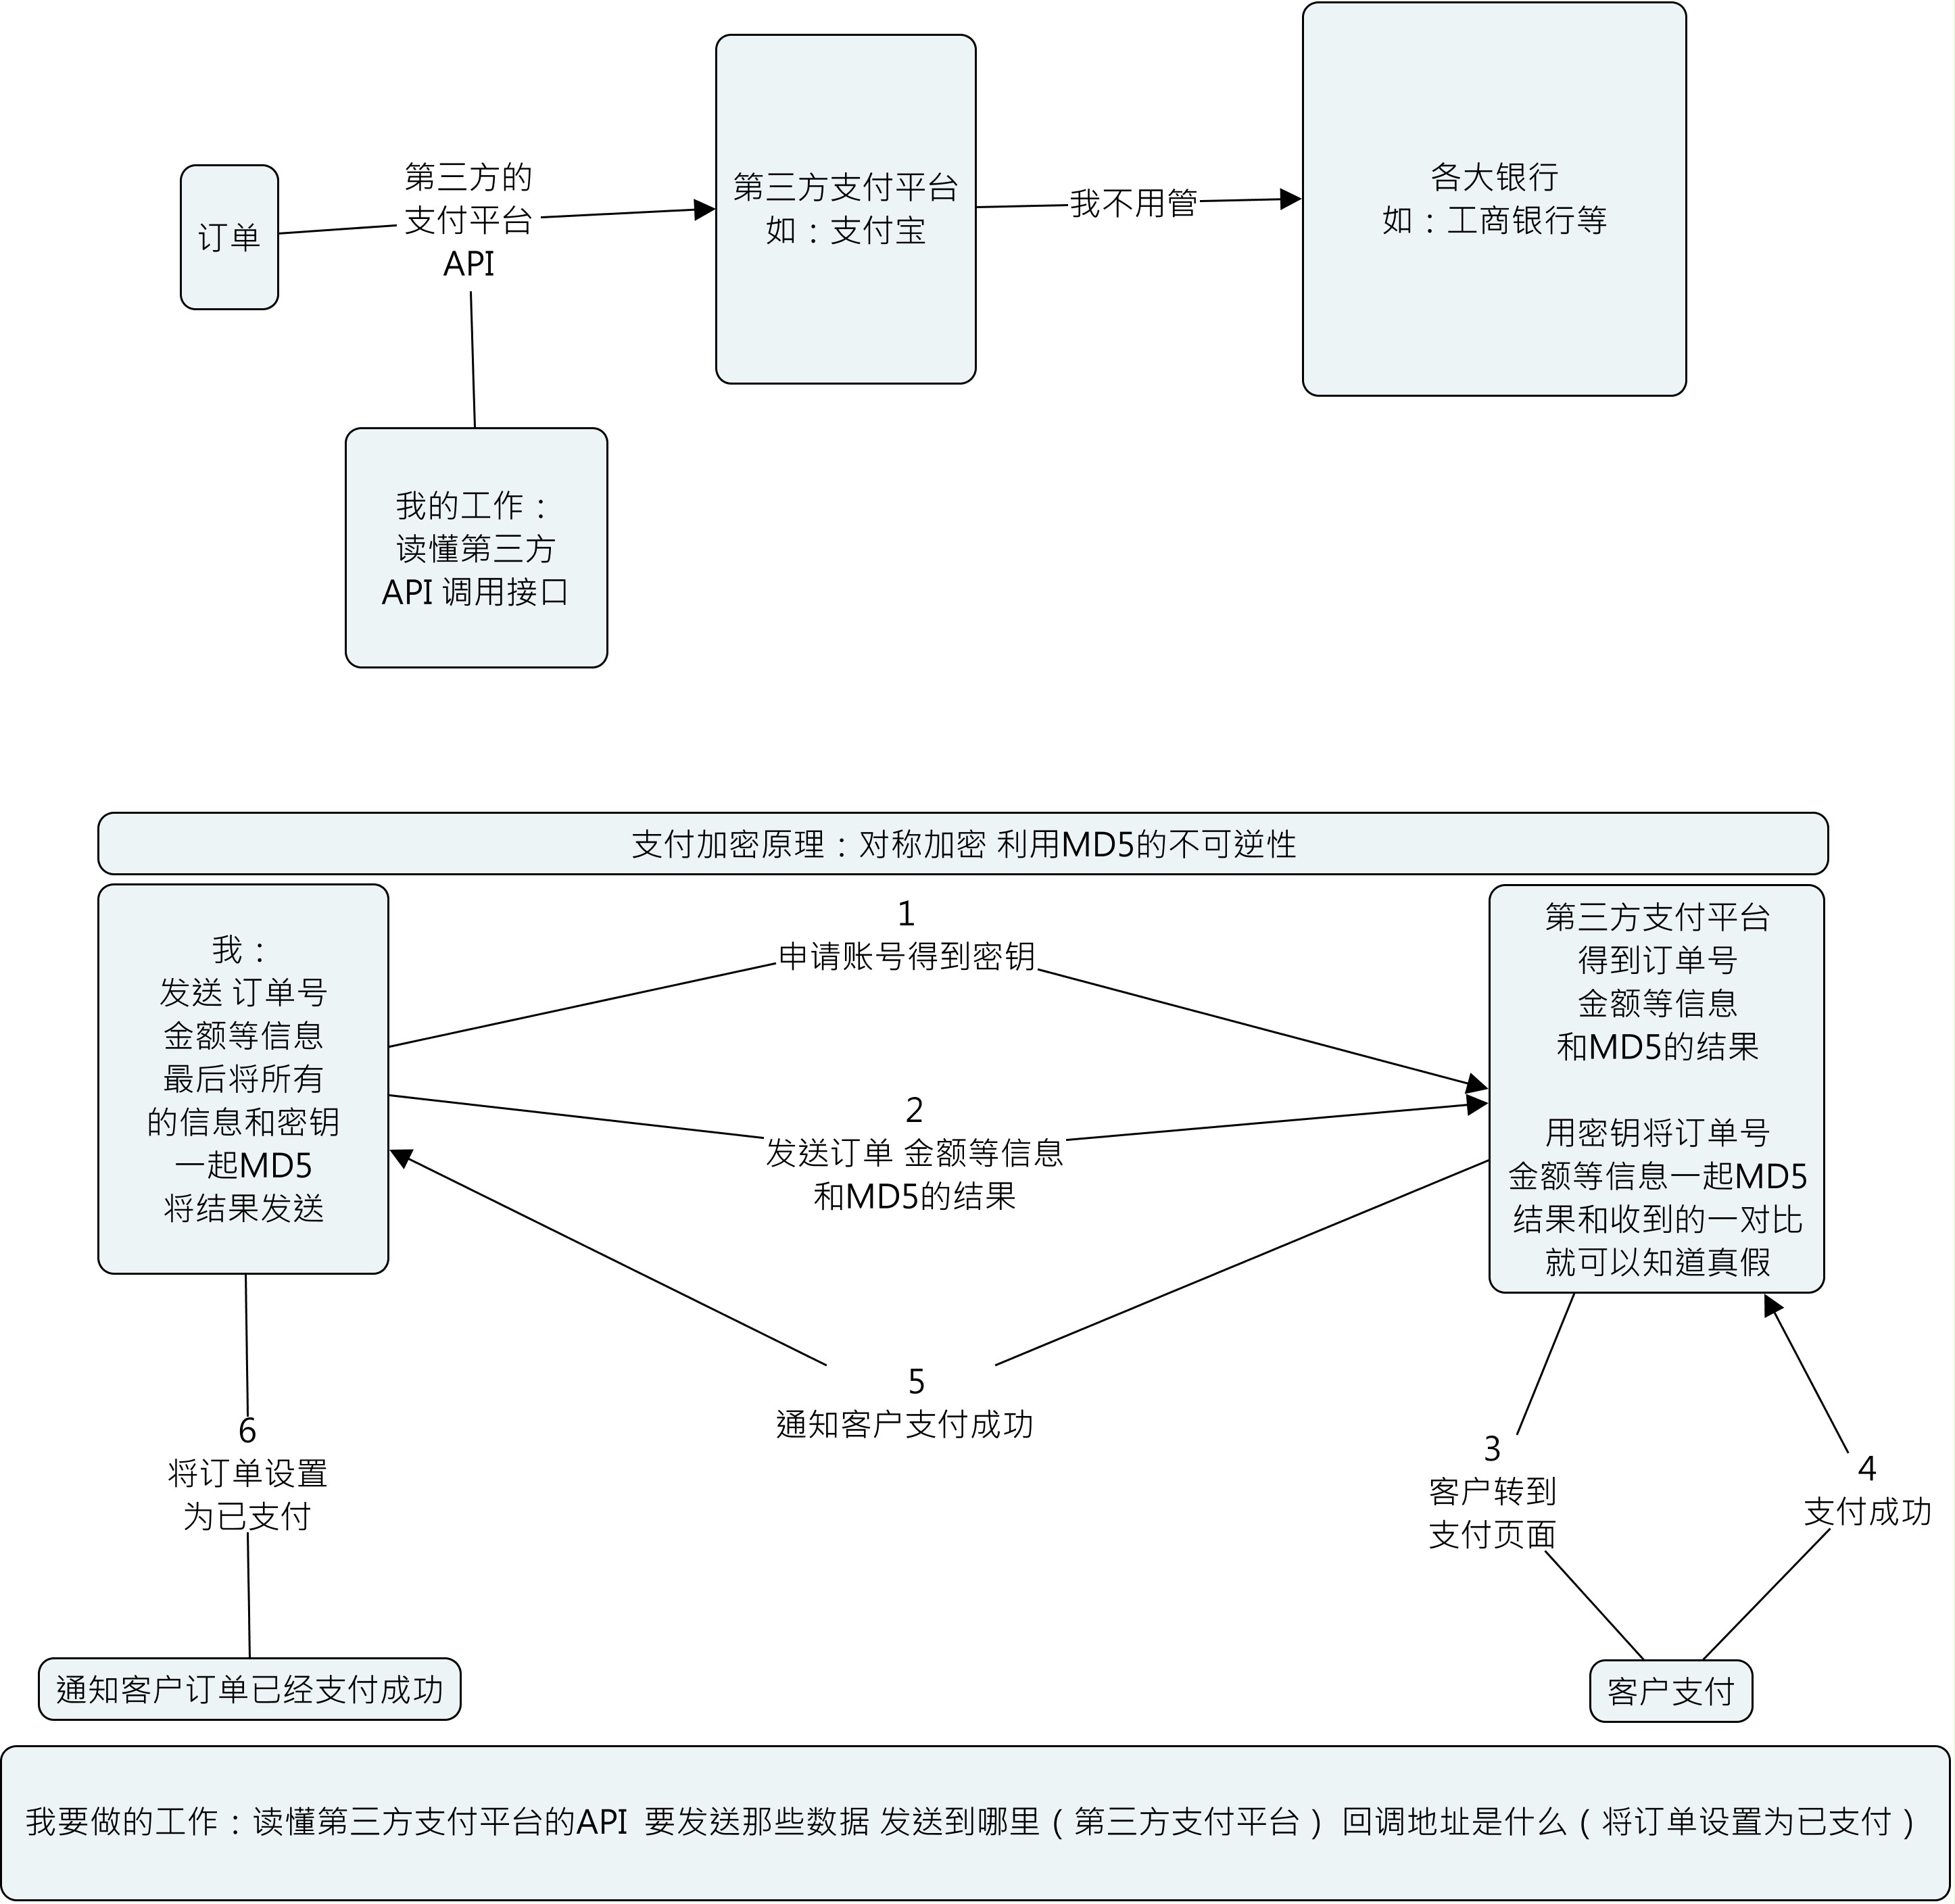 订单
第三方的
支付平台
API
第三方支付平台
如：支付宝
我不用管
各大银行
如：工商银行等
我的工作：
读懂第三方
API 调用接口
支付加密原理：对称加密 利用MD5的不可逆性
我：
发送 订单号
金额等信息
最后将所有
的信息和密钥
一起MD5
将结果发送
1
申请账号得到密钥
2
发送订单 金额等信息
和MD5的结果
第三方支付平台
得到订单号
金额等信息
和MD5的结果
用密钥将订单号
金额等信息一起MD5
结果和收到的一对比
就可以知道真假
5
通知客户支付成功
6
将订单设置
为已支付
3
客户转到
支付页面
4
支付成功
通知客户订单已经支付成功
客户支付
我要做的工作：读懂第三方支付平台的API 要发送那些数据 发送到哪里（第三方支付平台） 回调地址是什么（将订单设置为已支付）